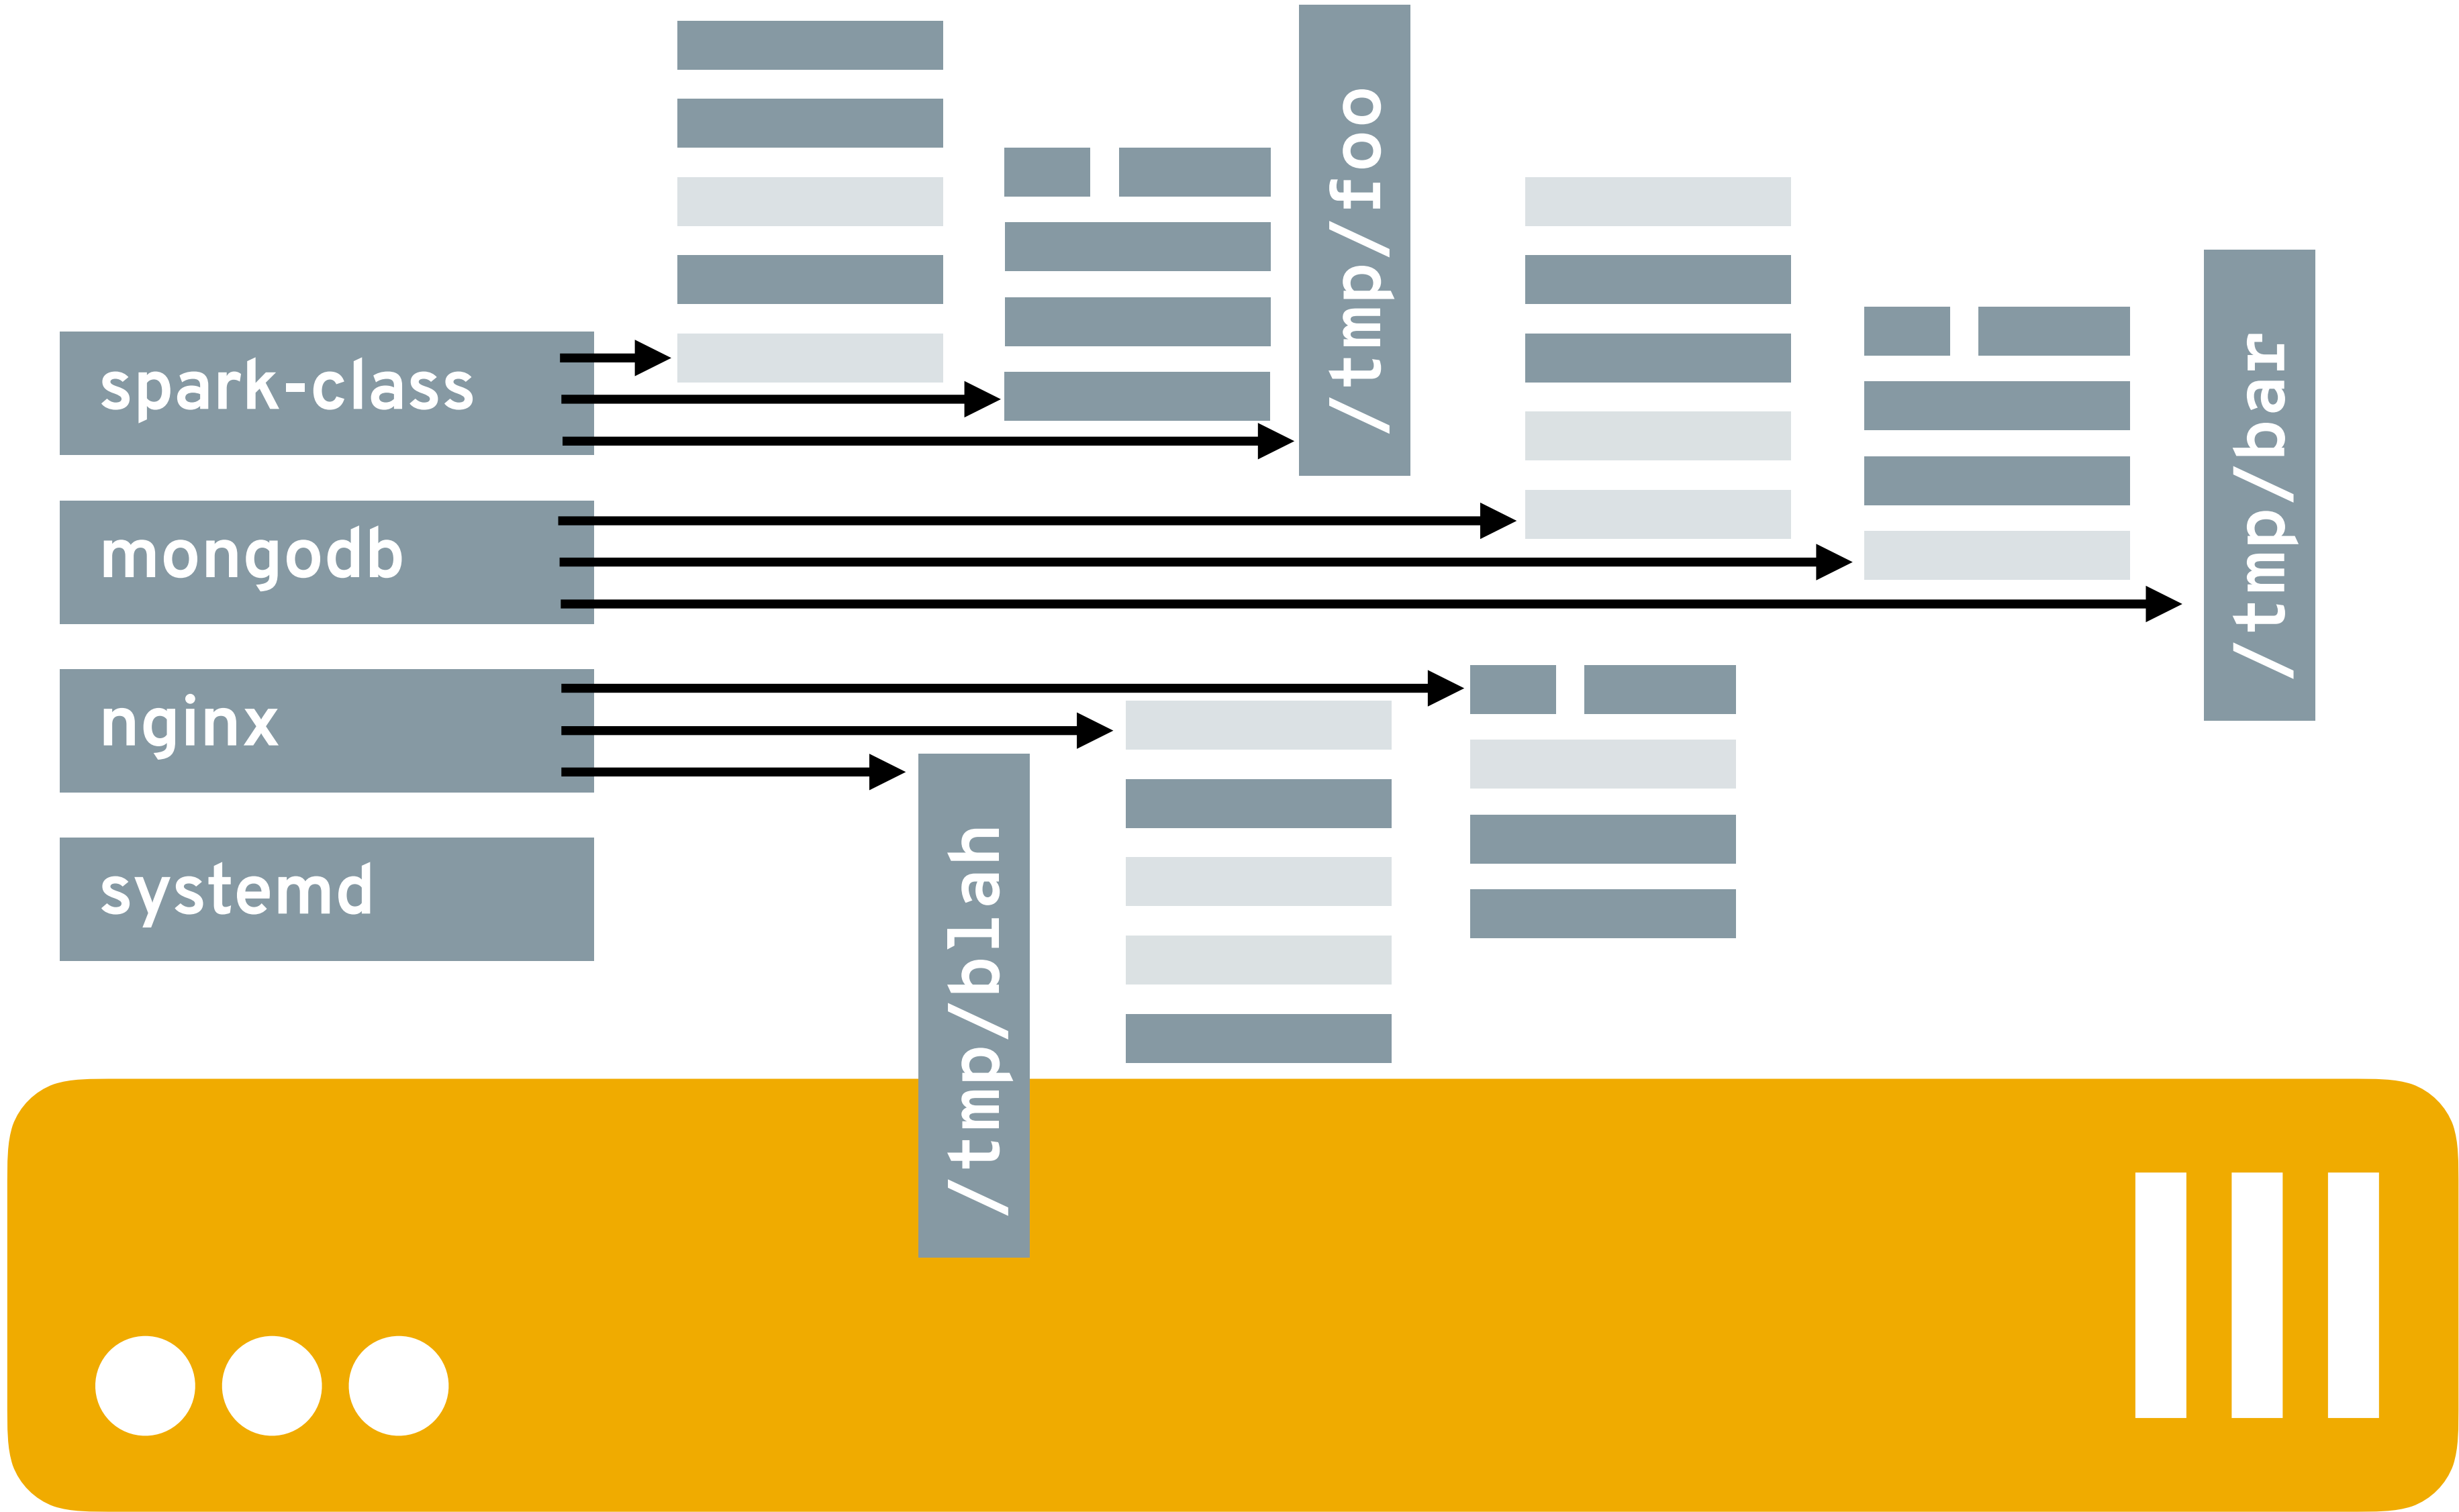 spark-class
mongodb
nginx
systemd
/tmp/foo
/tmp/bar
/tmp/blah